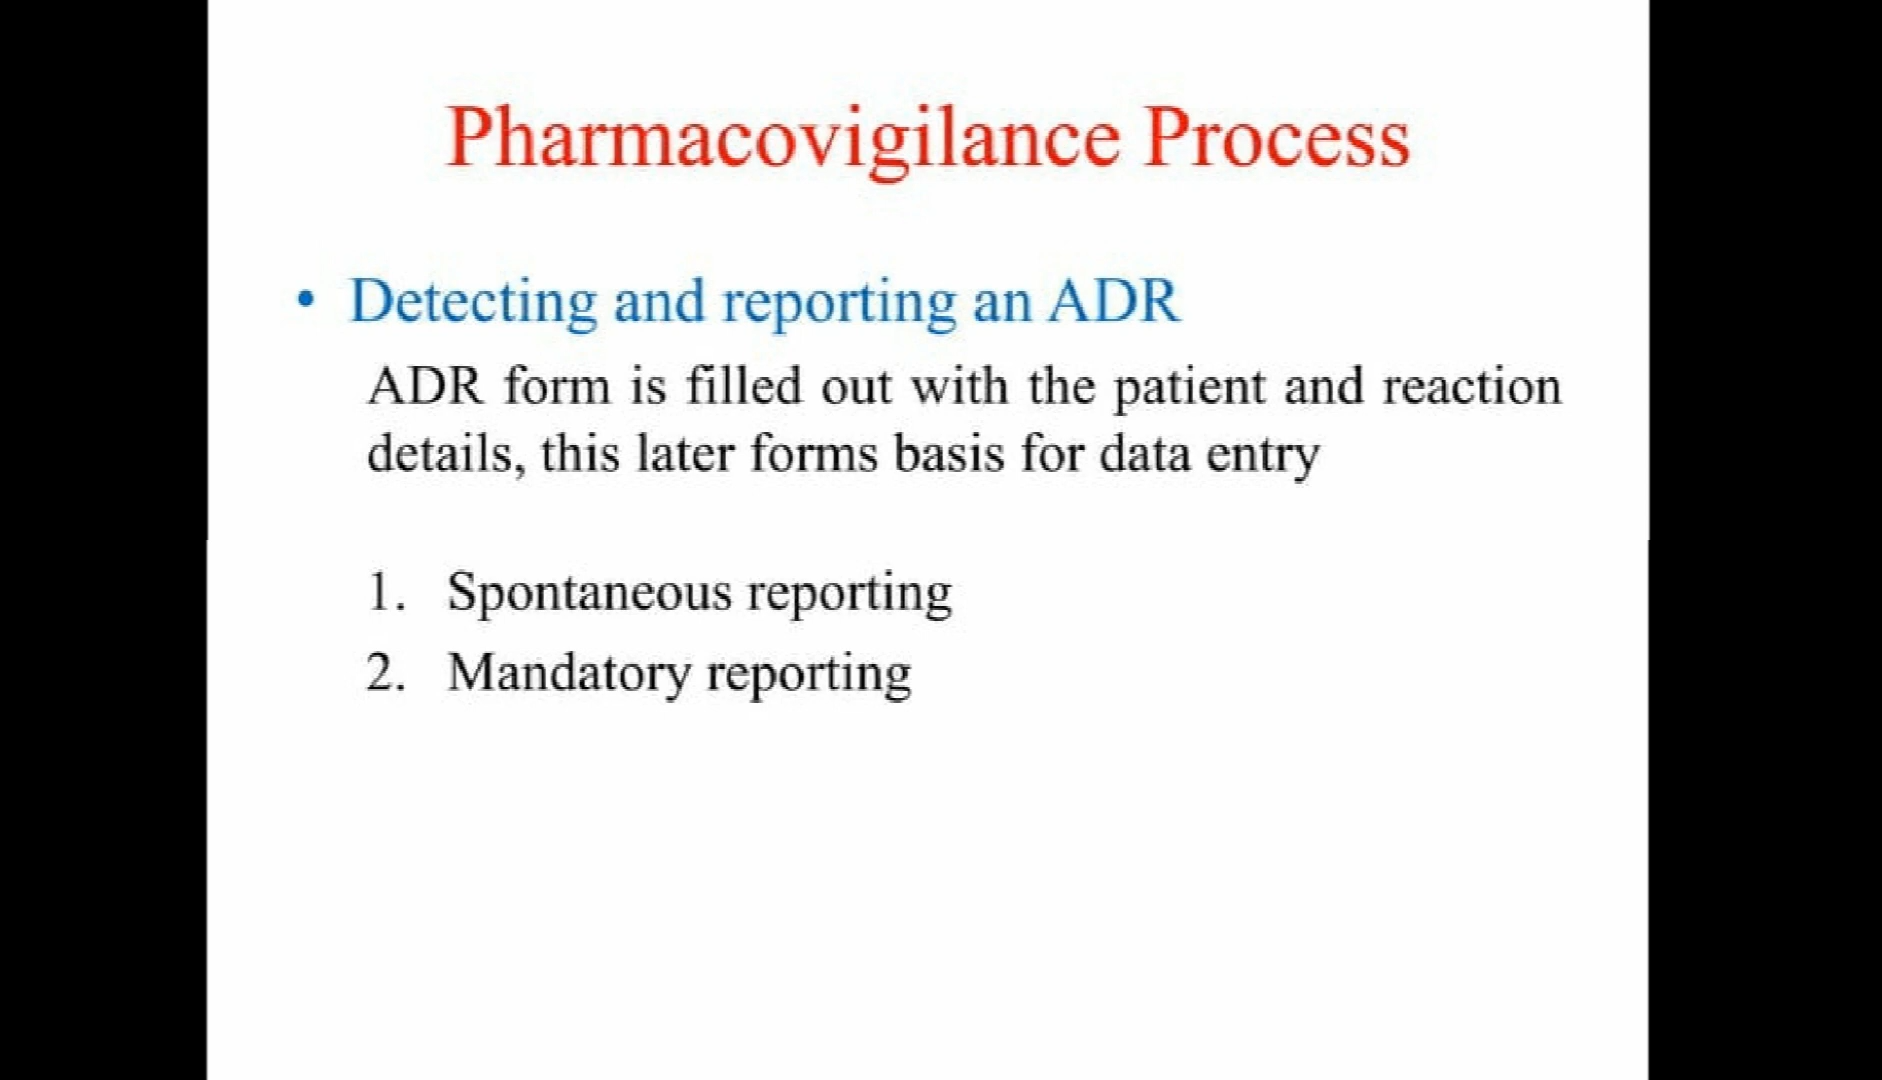 Pharmacovigilance Process
• Detecting and reporting an ADR
ADR form is filled out with the patient and reaction
details, this later forms basis for data entry
1. Spontaneous reporting
2. Mandatory reporting